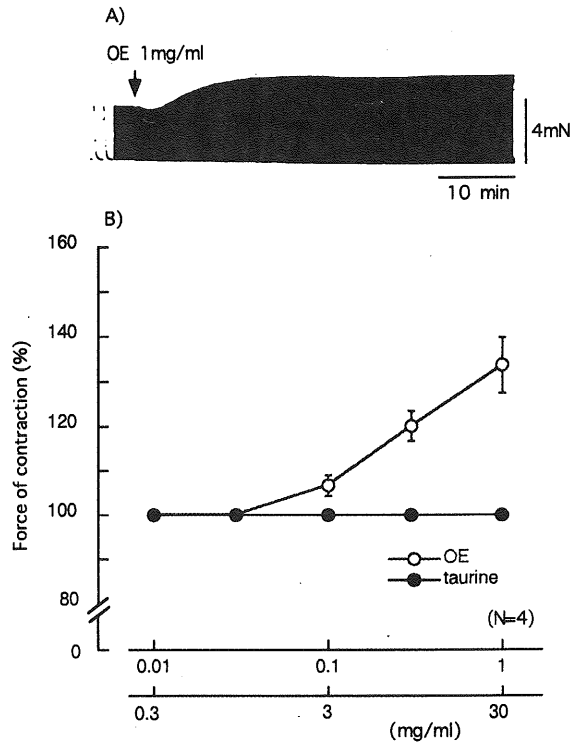 A)
OE 1mg/ml
4mN
10 min
B)
160
140
120
100
80
0
Force of contraction (%)
OE
taurine
(N=4)
0.01 0.1 1
0.3 3 30
(mg/ml)